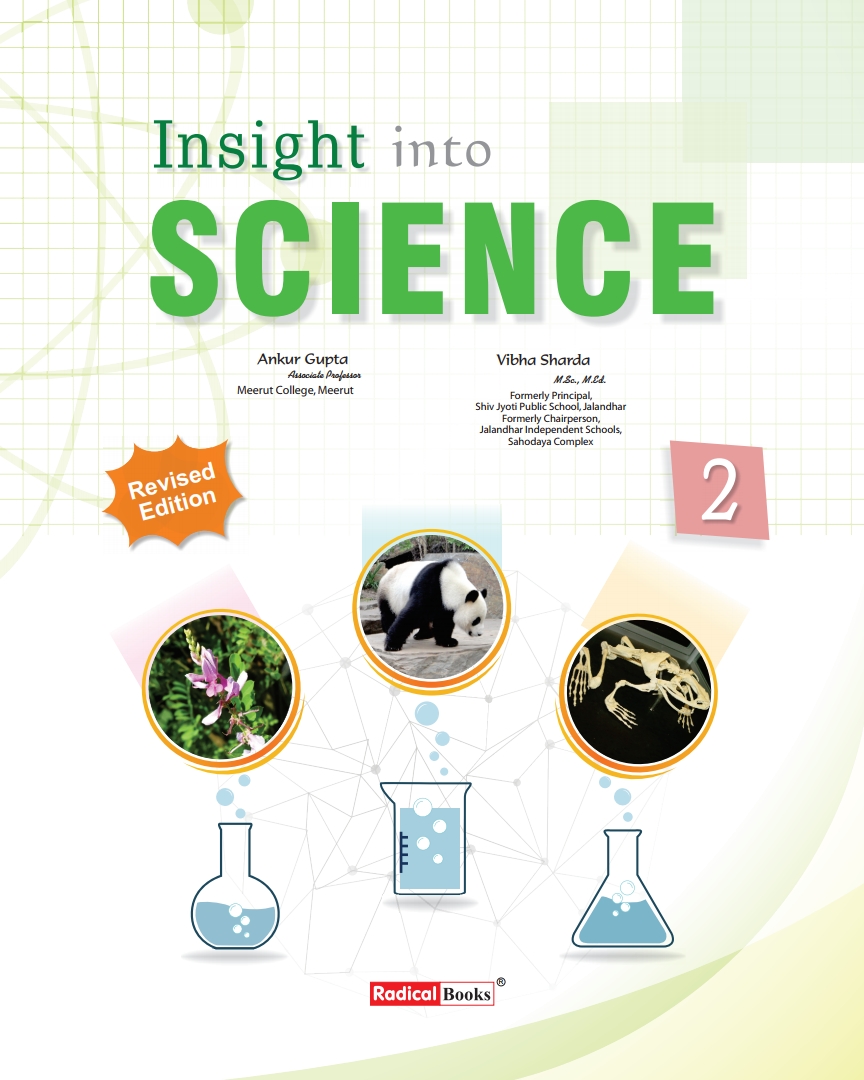 Insight into
SCIENCE
Ankur Gupta
Associate Professor
Meerut College, Meerut
Vibha Sharda
M.Sc., M.Ed.
Formerly Principal,
Shiv Jyoti Public School, Jalandhar
Formerly Chairperson,
Jalandhar Independent Schools,
Sahodaya Complex
Revised
Edition
2
Radical Books®